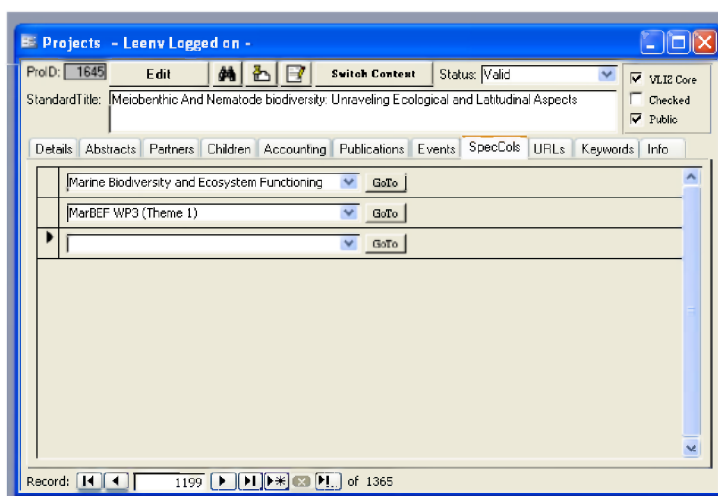 Projects - Leenv Logged on -
ProID: 1645 Edit Switch Context Status: Valid VLIZ Core
StandardTitle: Meiobenthic And Nematode biodiversity: Unraveling Ecological and Latitudinal Aspects Checked
Public
Details Abstracts Partners Children Accounting Publications Events SpecCols URLs Keywords Info
Marine Biodiversity and Ecosystem Functioning GoTo
MarBEF WP3 (Theme 1) GoTo
GoTo
Record: 1199 of 1365